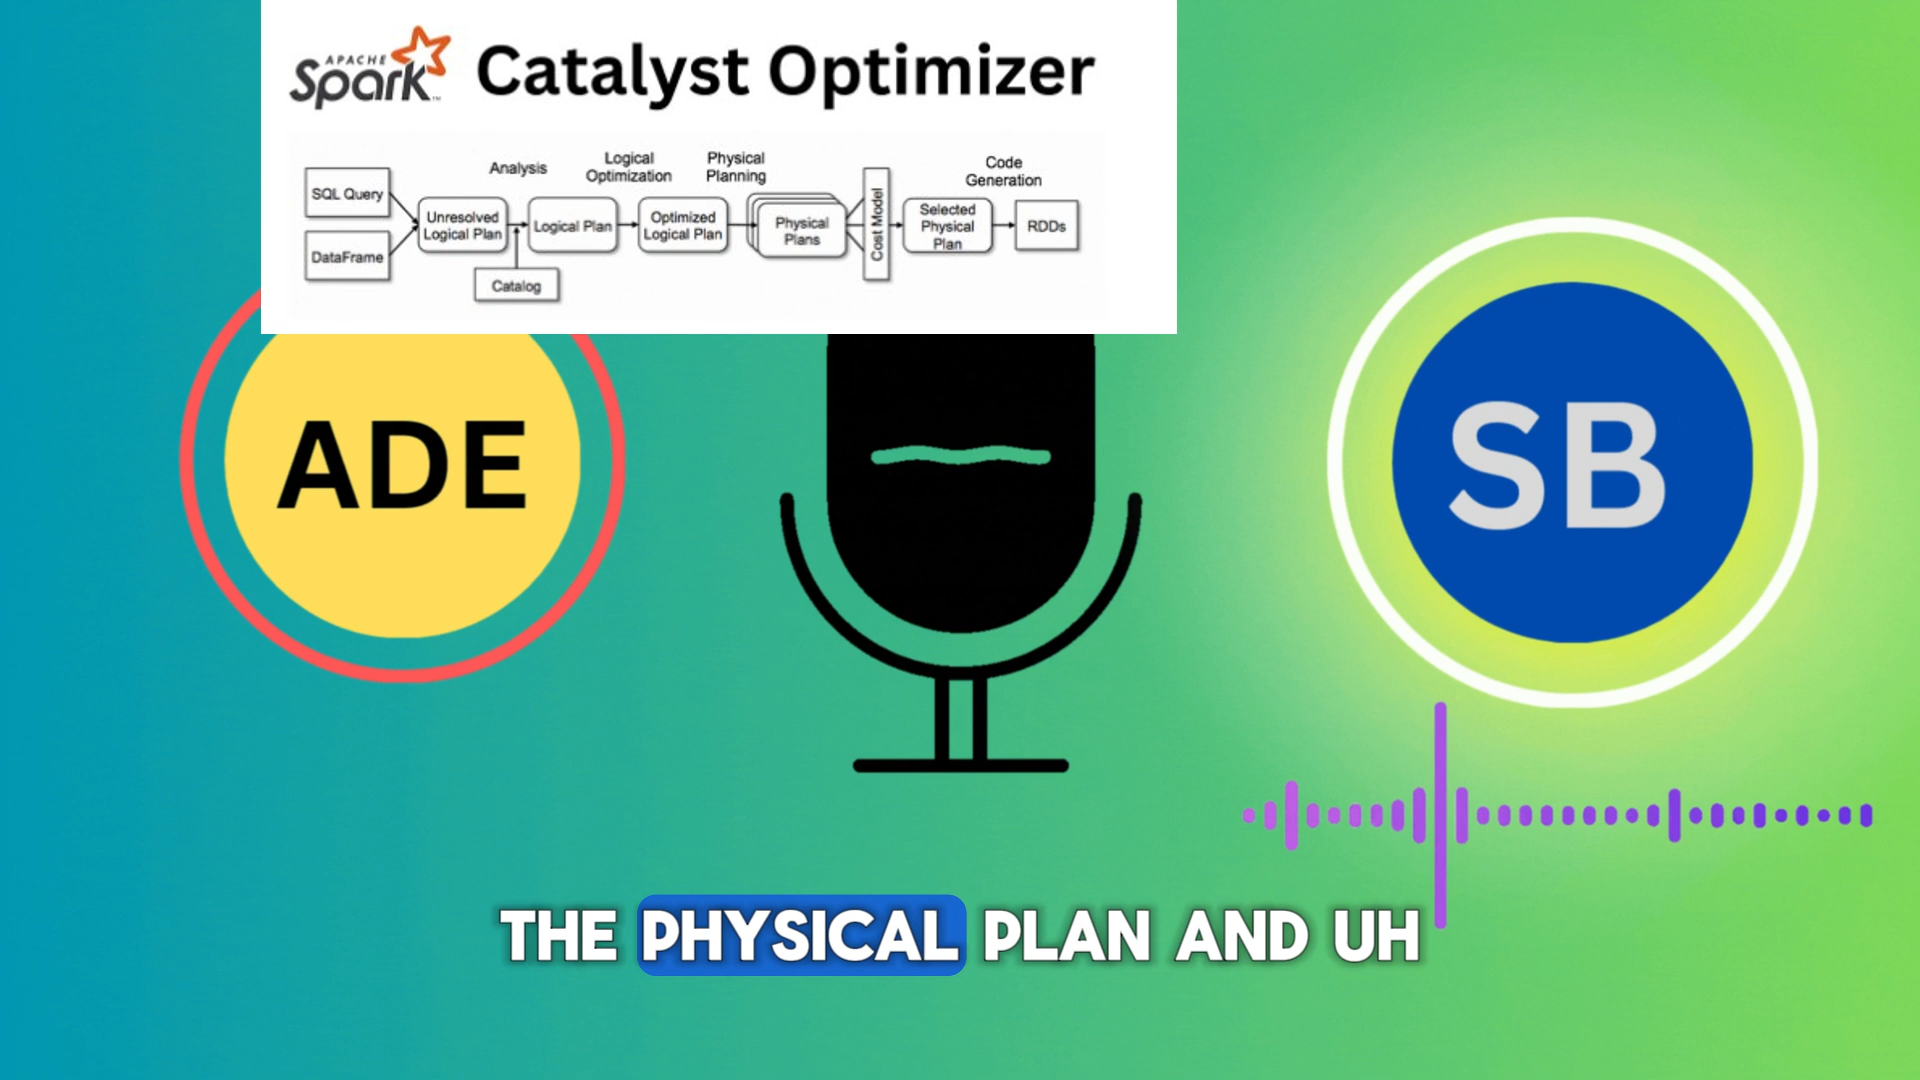 APACHE
Spark™
Catalyst Optimizer
Analysis
Logical
Optimization
Physical
Planning
Code
Generation
SQL Query
DataFrame
Unresolved
Logical Plan
Catalog
Logical Plan
Optimized
Logical Plan
Physical
Plans
Cost Model
Selected
Physical
Plan
RDDs
ADE
SB
THE PHYSICAL PLAN AND UH